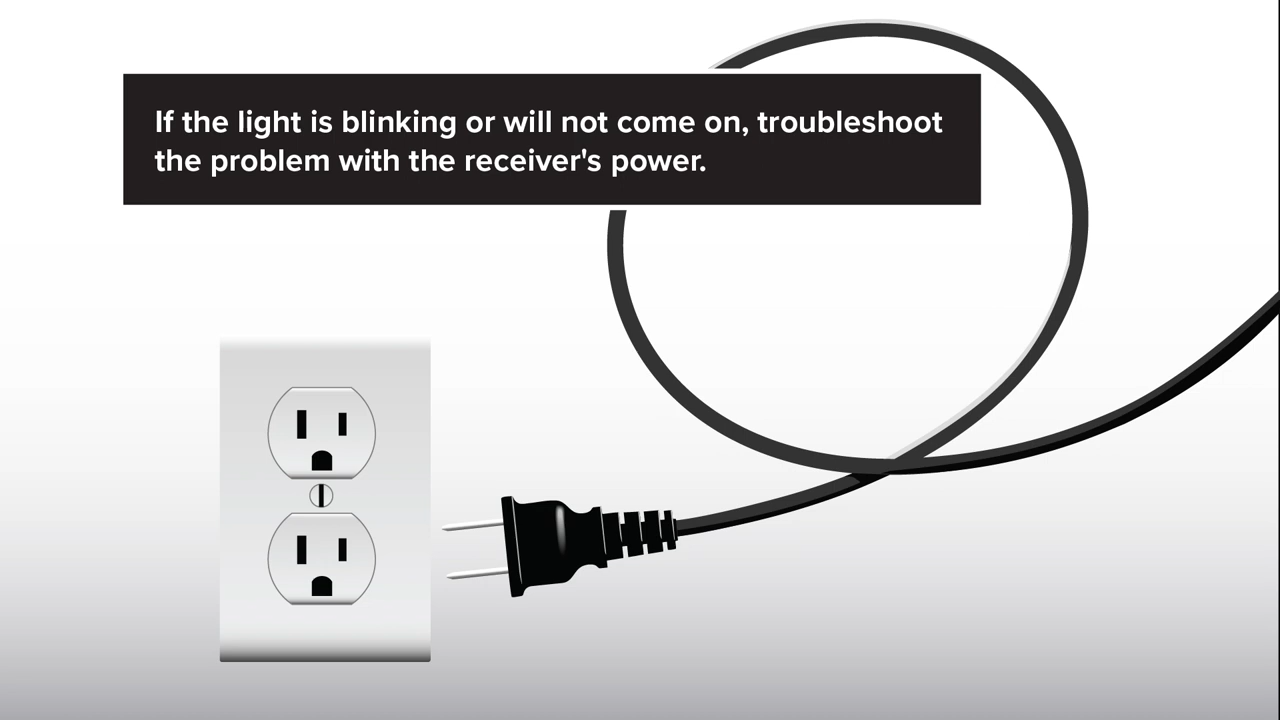 If the light is blinking or will not come on, troubleshoot
the problem with the receiver's power.